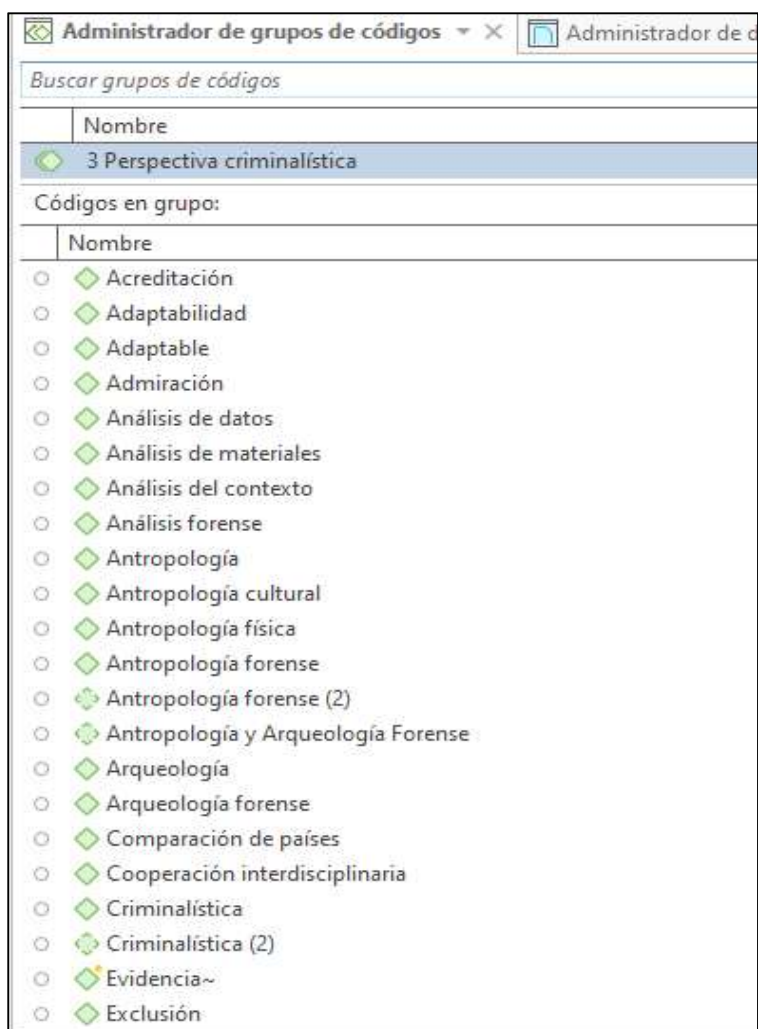 Administrador de grupos de códigos Administrador de d
Buscar grupos de códigos
Nombre
3 Perspectiva criminalística
Códigos en grupo:
Nombre
Acreditación
Adaptabilidad
Adaptable
Admiración
Análisis de datos
Análisis de materiales
Análisis del contexto
Análisis forense
Antropología
Antropología cultural
Antropología física
Antropología forense
Antropología forense (2)
Antropología y Arqueología Forense
Arqueología
Arqueología forense
Comparación de países
Cooperación interdisciplinaria
Criminalística
Criminalística (2)
Evidencia~
Exclusión